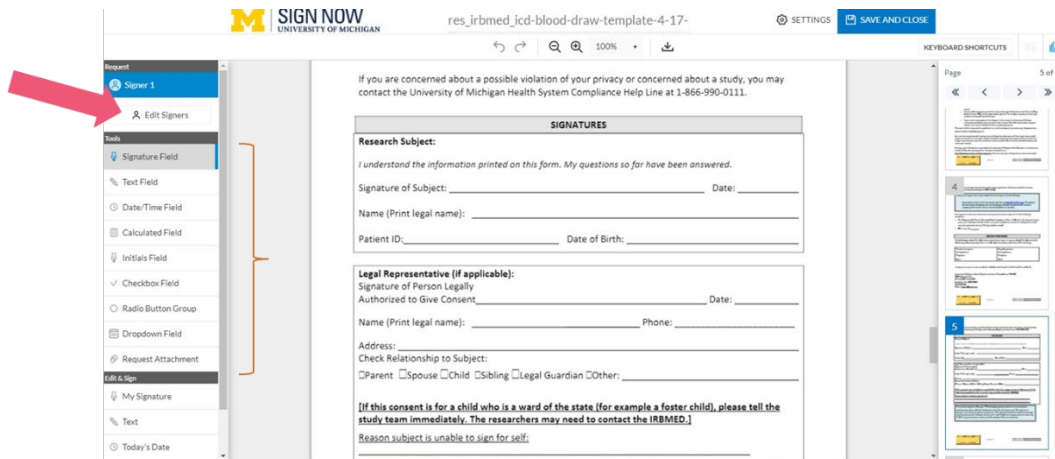 SIGN NOW
UNIVERSITY OF MICHIGAN
res_irbmed_icd-blood-draw-template-4-17-
SETTINGS
SAVE AND CLOSE
100%
KEYBOARD SHORTCUTS
Request
Signer 1
Edit Signers
Tools
Signature Field
Text Field
Date/Time Field
Calculated Field
Initials Field
Checkbox Field
Radio Button Group
Dropdown Field
Request Attachment
Edit & Sign
My Signature
Text
Today's Date
If you are concerned about a possible violation of your privacy or concerned about a study, you may
contact the University of Michigan Health System Compliance Help Line at 1-866-990-0111.
SIGNATURES
Research Subject:
I understand the information printed on this form. My questions so far have been answered.
Signature of Subject: Date:
Name (Print legal name):
Patient ID: Date of Birth:
Legal Representative (if applicable):
Signature of Person Legally
Authorized to Give Consent Date:
Name (Print legal name): Phone:
Address:
Check Relationship to Subject:
☐Parent ☐Spouse ☐Child ☐Sibling ☐Legal Guardian ☐Other:
[If this consent is for a child who is a ward of the state (for example a foster child), please tell the
study team immediately. The researchers may need to contact the IRBMED.]
Reason subject is unable to sign for self:
Page 5 of
4
5